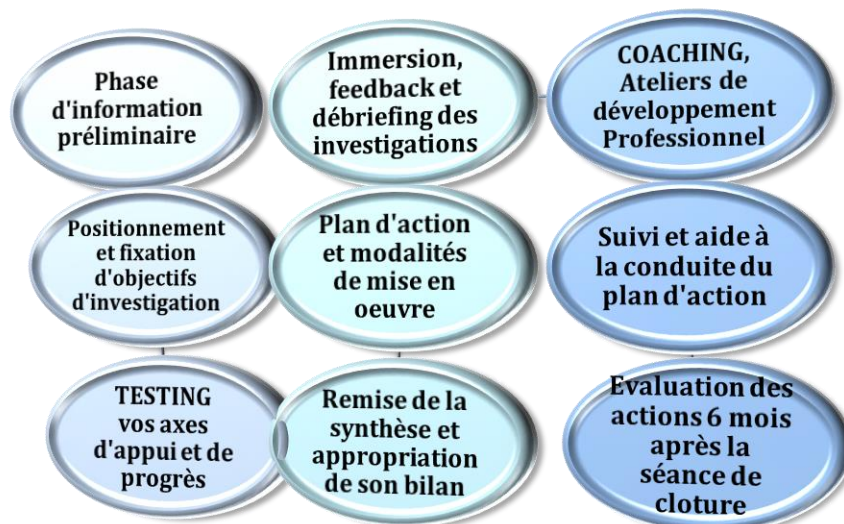 Phase
d'information
préliminaire
Immersion,
feedback et
débriefing des
investigations
COACHING,
Ateliers de
développement
Professionnel
Positionnement
et fixation
d'objectifs
d'investigation
Plan d'action
et modalités
de mise en
oeuvre
Suivi et aide à
la conduite du
plan d'action
TESTING
vos axes
d'appui et de
progrès
Remise de la
synthèse et
appropriation
de son bilan
Evaluation des
actions 6 mois
après la
séance de
cloture